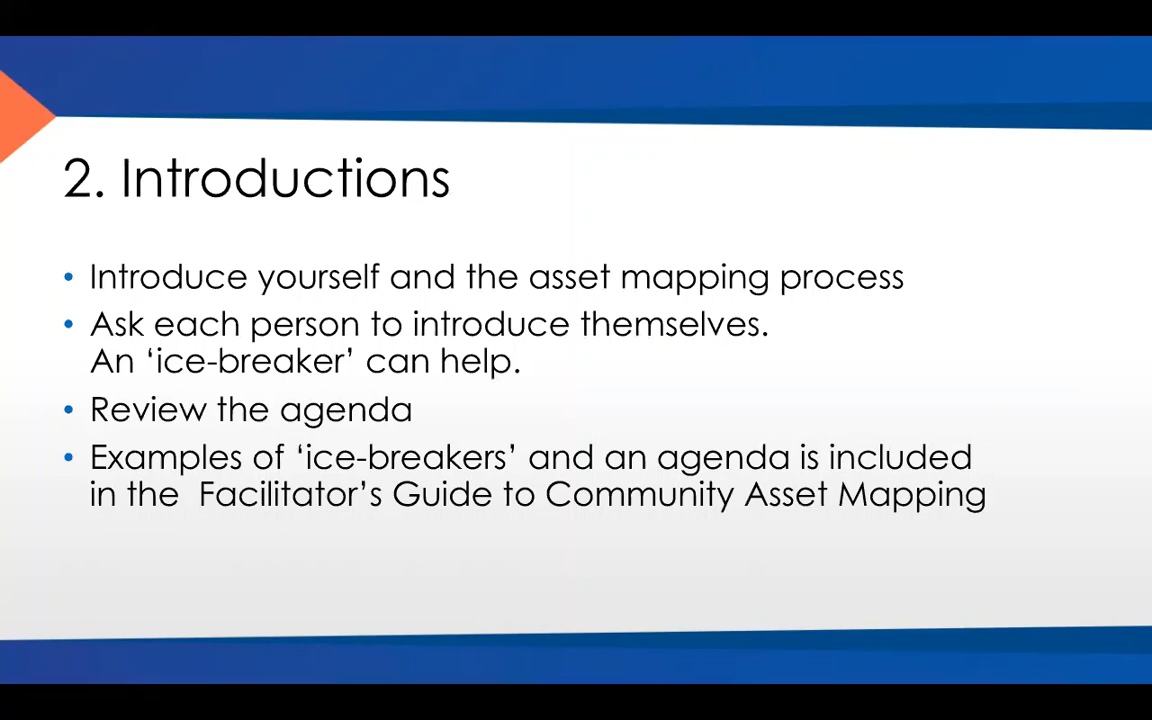 2. Introductions
• Introduce yourself and the asset mapping process
• Ask each person to introduce themselves.
An ‘ice-breaker’ can help.
• Review the agenda
• Examples of ‘ice-breakers’ and an agenda is included
in the  Facilitator’s Guide to Community Asset Mapping